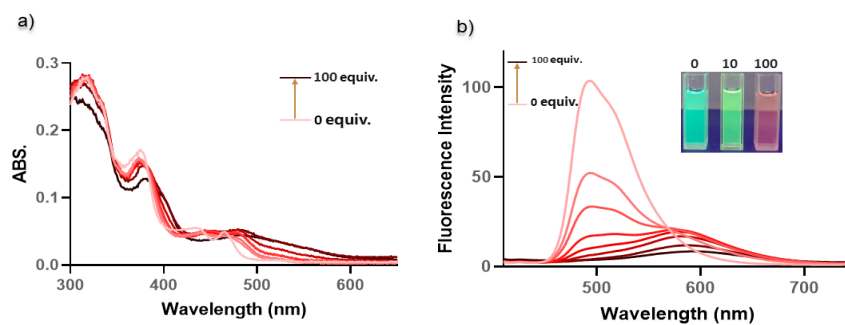 a)
0.3
0.2
0.1
0.0
ABS.
300
400
500
600
Wavelength (nm)
100 equiv.
0 equiv.
b)
100
50
0
Fluorescence Intensity
500
600
700
Wavelength (nm)
100 equiv.
0 equiv.
0 10 100